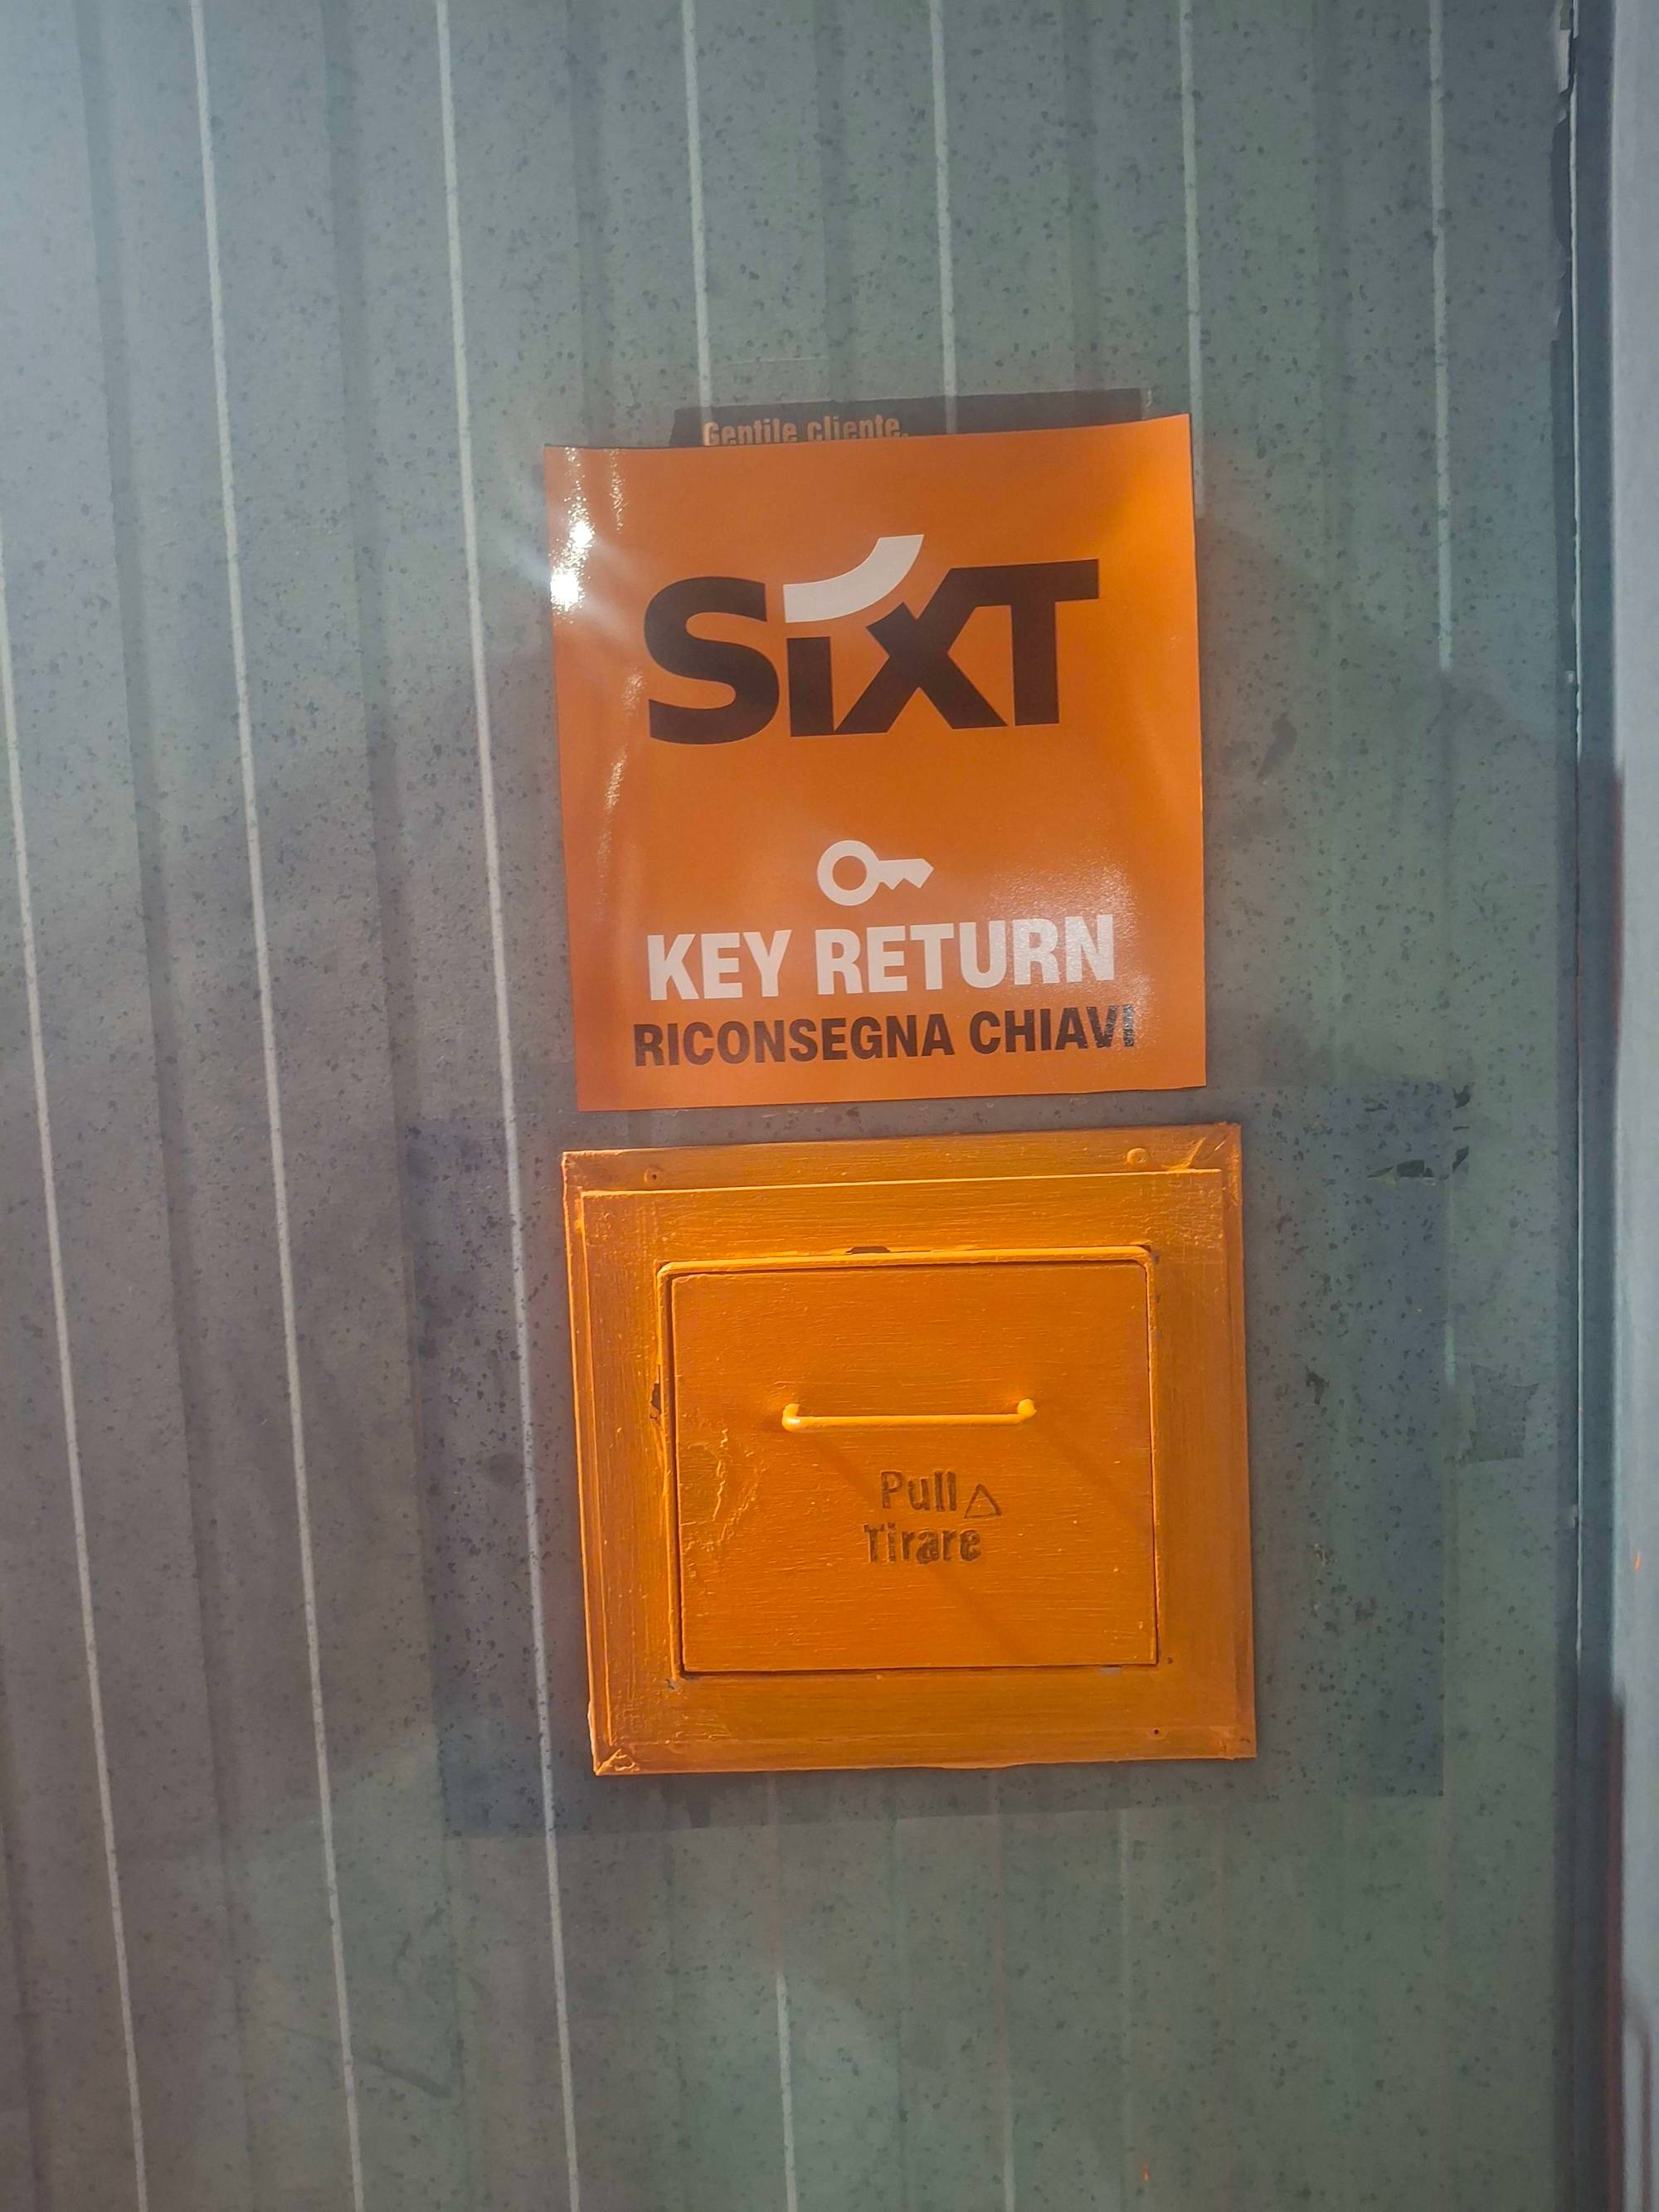 Gentile cliente,
SIXT
KEY RETURN
RICONSEGNA CHIAVI
Pull
Tirare